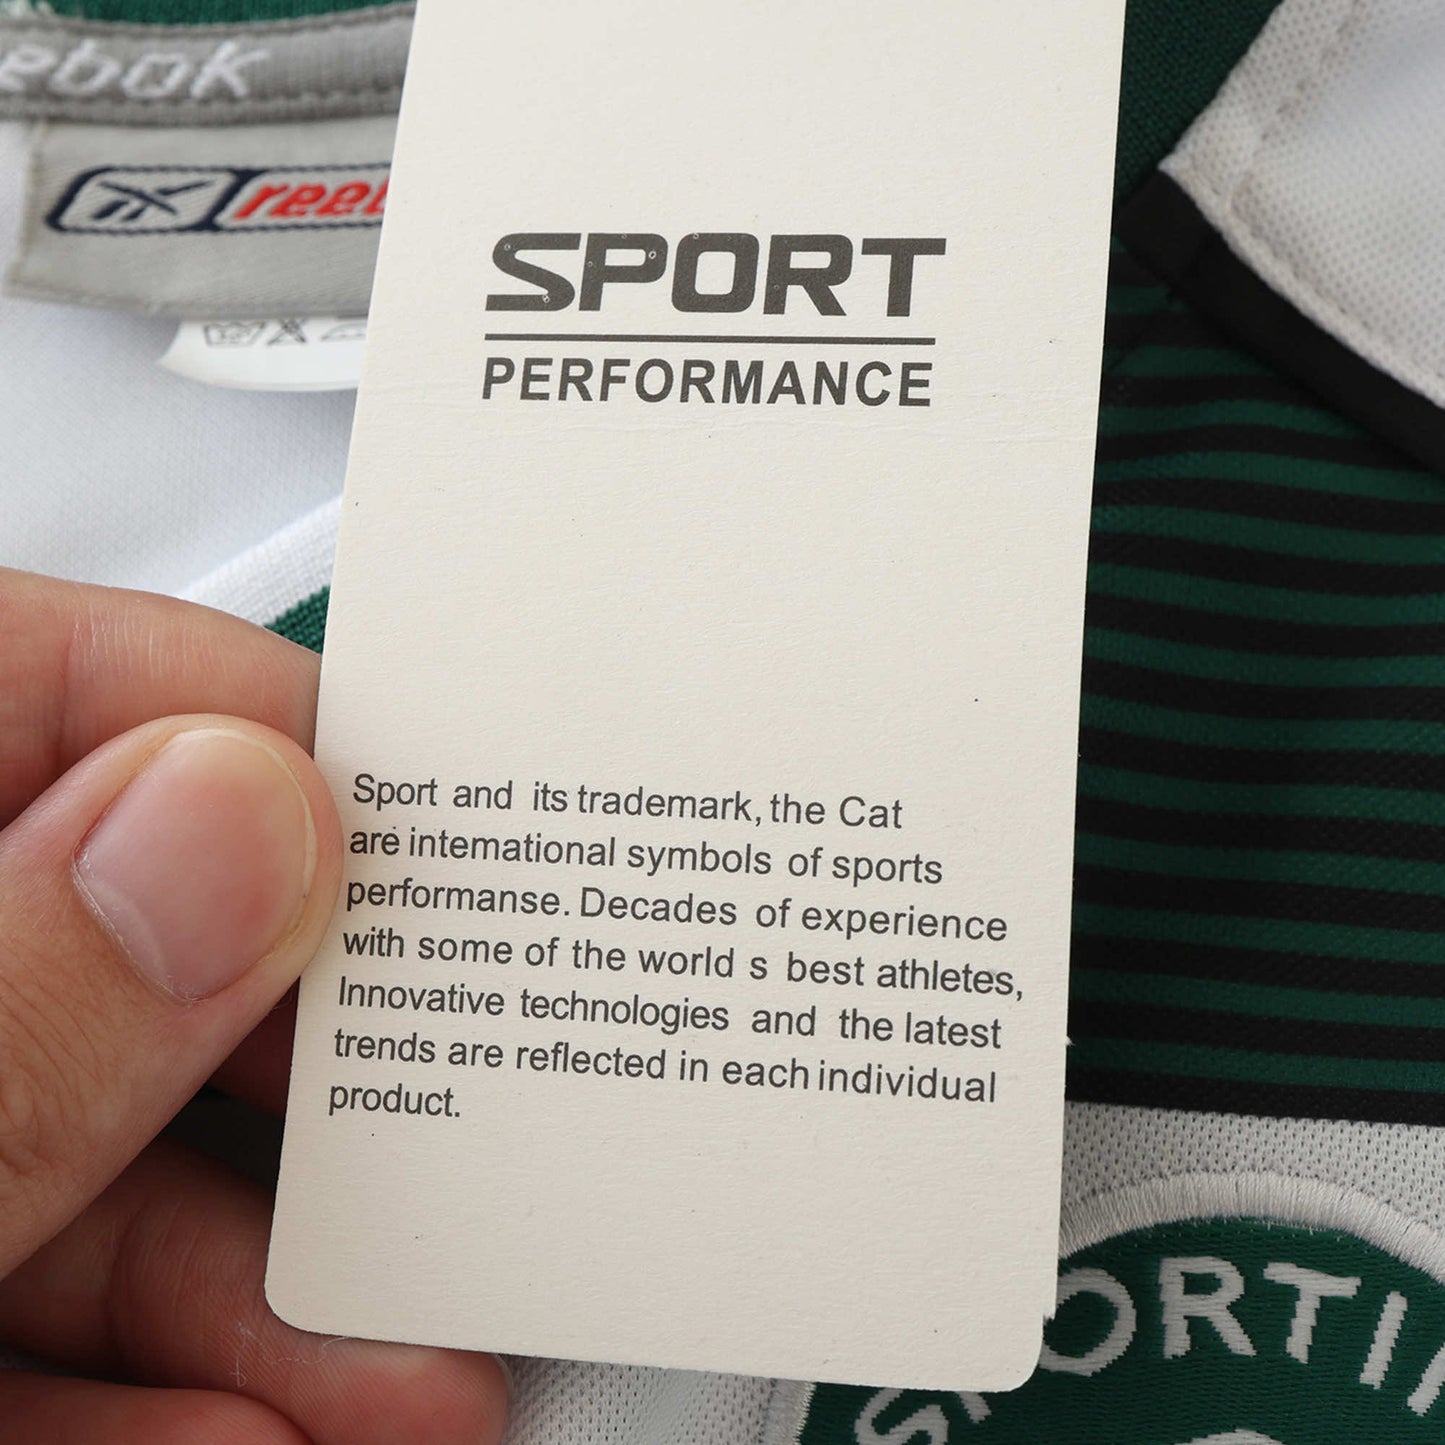 ebok
reeb
SPORT
PERFORMANCE
Sport and its trademark, the Cat
are intemational symbols of sports
performanse. Decades of experience
with some of the world s best athletes,
Innovative technologies and the latest
trends are reflected in each individual
product.
PORTI
S